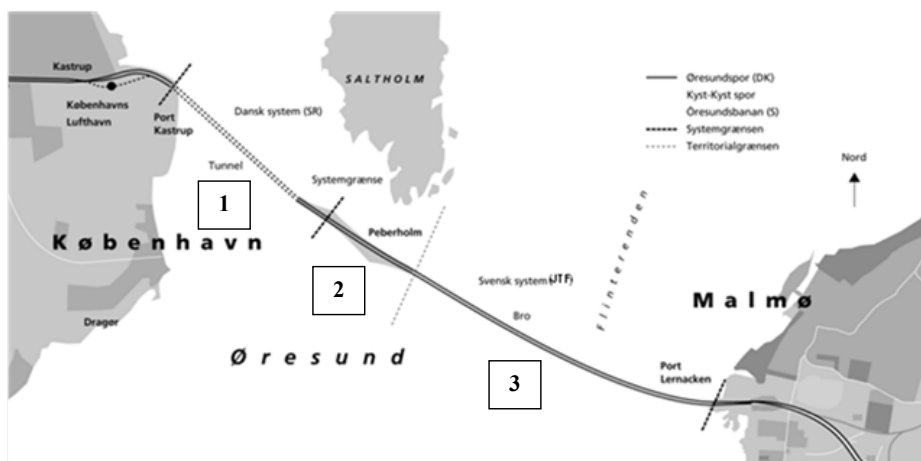 Kastrup
Københavns
Lufthavn
Port
Kastrup
SALTHOLM
Dansk system (SR)
Øresundspor (DK)
Kyst-Kyst spor
Öresundsbanan (S)
Systemgrænsen
Territorialgrænsen
Nord
Tunnel
Systemgrænse
1
København
Peberholm
2
Dragør
Øresund
Svensk system (JTF)
Bro
Flinterenden
Malmø
3
Port
Lernacken